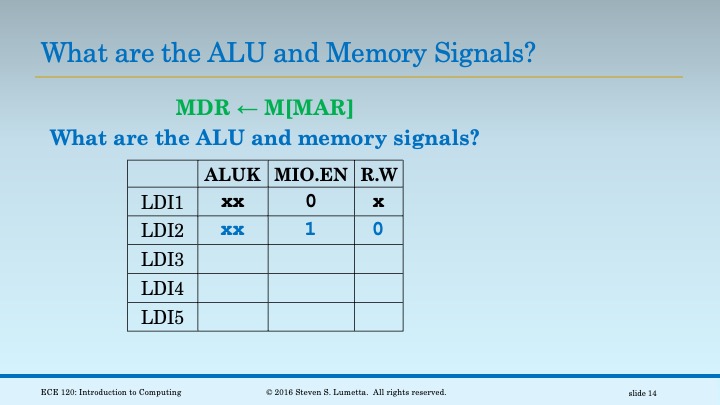 What are the ALU and Memory Signals?
MDR ← M[MAR]
What are the ALU and memory signals?
ALUK MIO.EN R.W
LDI1 xx 0 x
LDI2 xx 1 0
LDI3
LDI4
LDI5
ECE 120: Introduction to Computing © 2016 Steven S. Lumetta. All rights reserved. slide 14